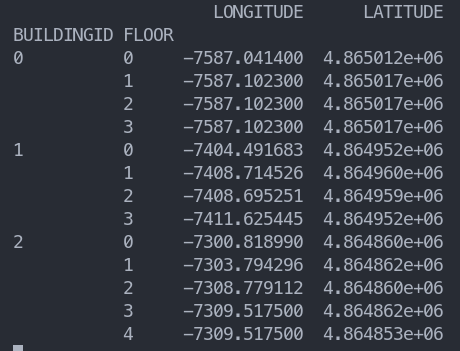 LONGITUDE      LATITUDE
BUILDINGID FLOOR
0          0     -7587.041400  4.865012e+06
           1     -7587.102300  4.865017e+06
           2     -7587.102300  4.865017e+06
           3     -7587.102300  4.865017e+06
1          0     -7404.491683  4.864952e+06
           1     -7408.714526  4.864960e+06
           2     -7408.695251  4.864959e+06
           3     -7411.625445  4.864952e+06
2          0     -7300.818990  4.864860e+06
           1     -7303.794296  4.864862e+06
           2     -7308.779112  4.864860e+06
           3     -7309.517500  4.864862e+06
           4     -7309.517500  4.864853e+06